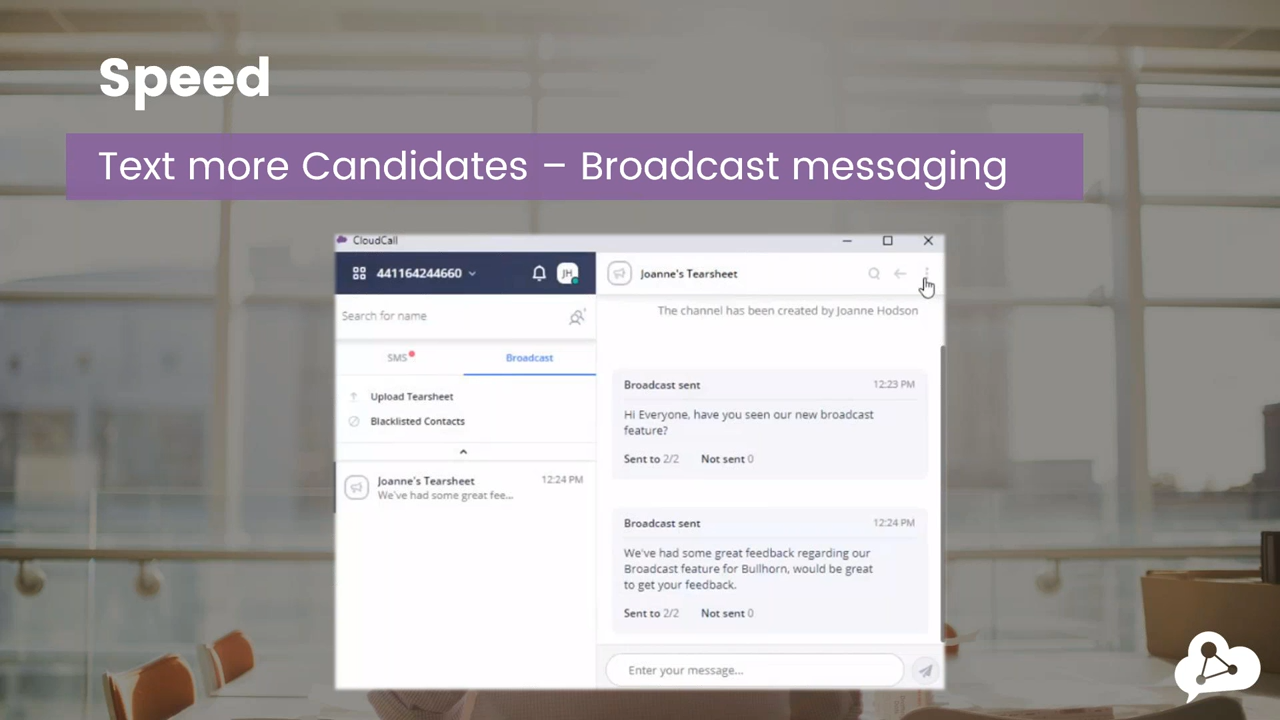 Speed
Text more Candidates – Broadcast messaging
CloudCall
441164244660
JH
Search for name
SMS
Broadcast
Upload Tearsheet
Blacklisted Contacts
Joanne's Tearsheet
12:24 PM
We've had some great fee...
Joanne's Tearsheet
The channel has been created by Joanne Hodson
Broadcast sent
12:23 PM
Hi Everyone, have you seen our new broadcast
feature?
Sent to 2/2 Not sent 0
Broadcast sent
12:24 PM
We've had some great feedback regarding our
Broadcast feature for Bullhorn, would be great
to get your feedback.
Sent to 2/2 Not sent 0
Enter your message...